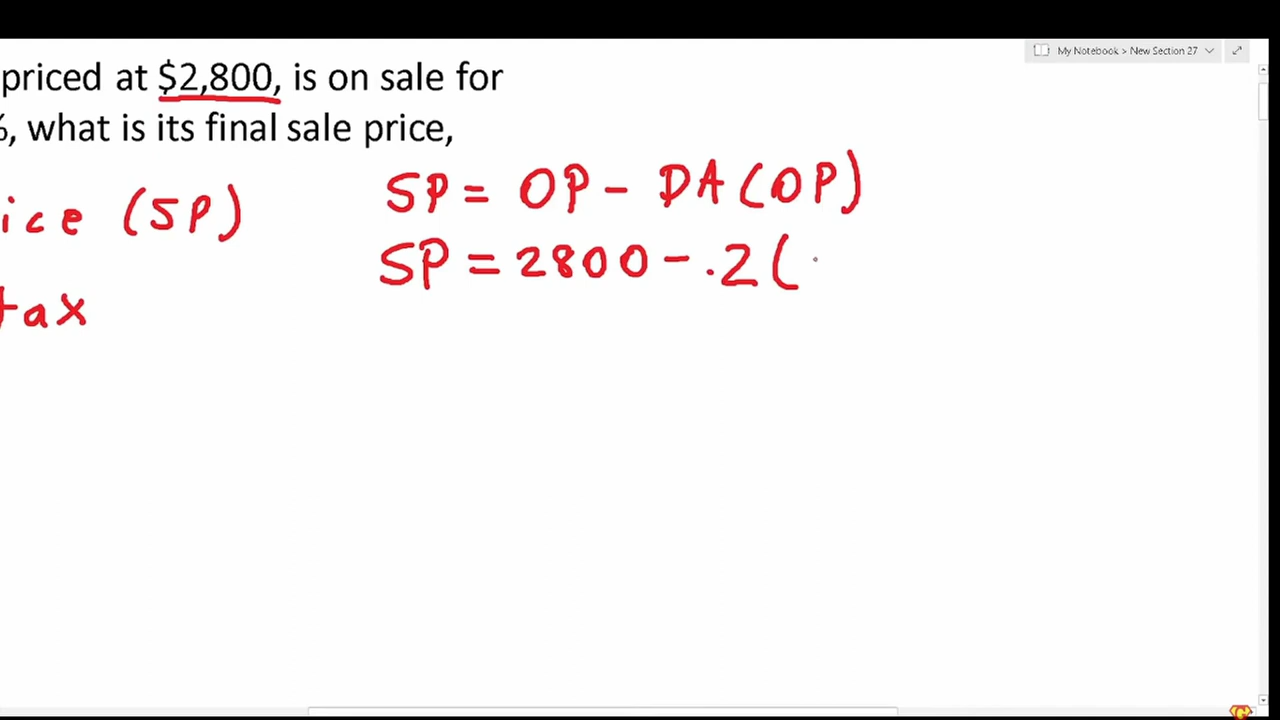 My Notebook > New Section 27
priced at $2,800, is on sale for
%, what is its final sale price,
SP = OP - DA (OP)
ice (SP)
SP = 2800 - .2 (
tax